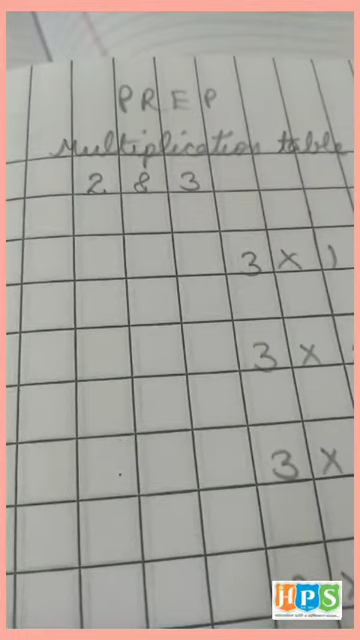 PREP
Multiplication table
2 & 3
3 x 1
3 x
3 x
HPS